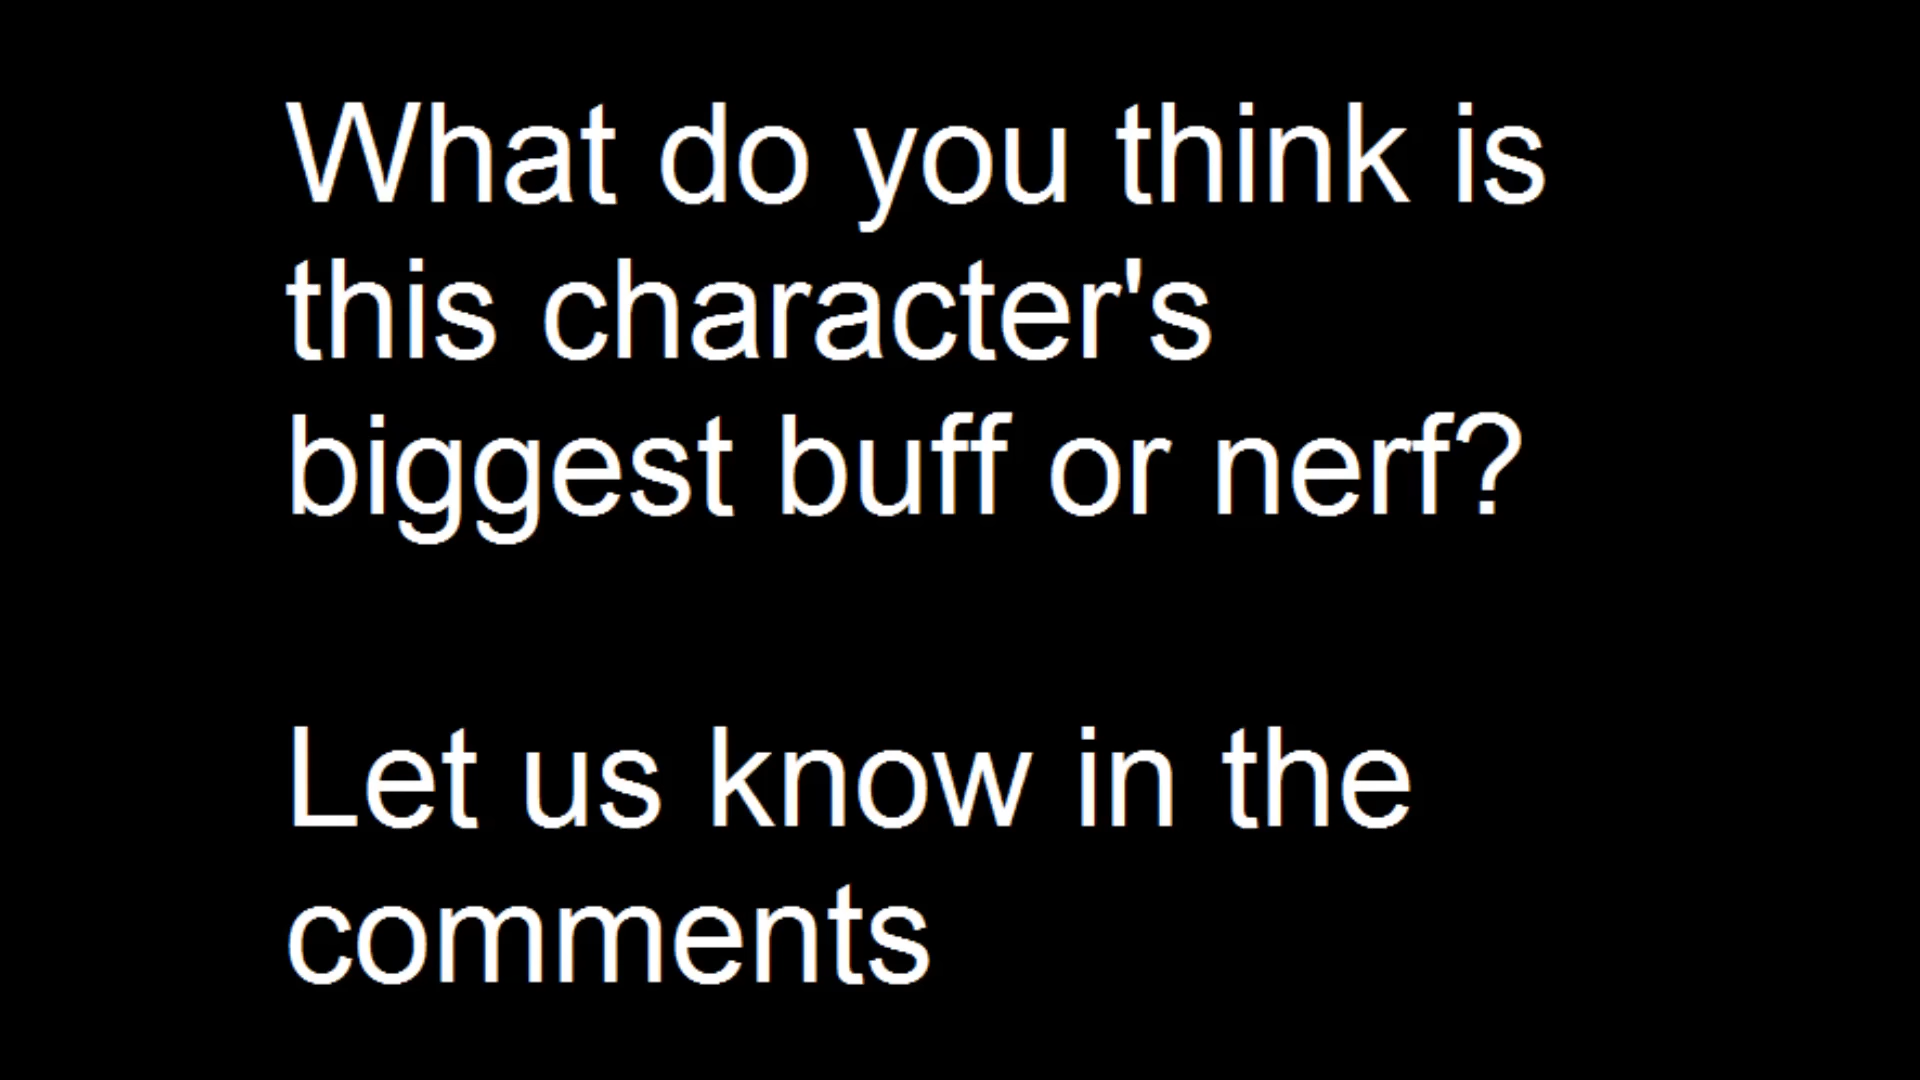 What do you think is
this character's
biggest buff or nerf?
Let us know in the
comments